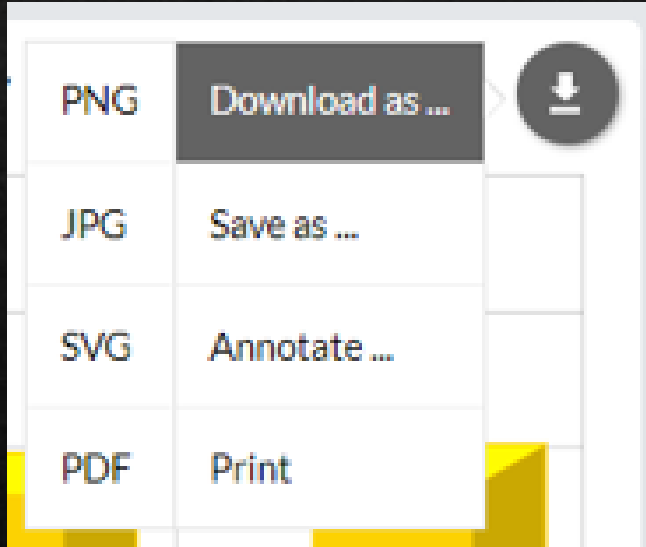 PNG Download as ...
JPG Save as ...
SVG Annotate ...
PDF Print